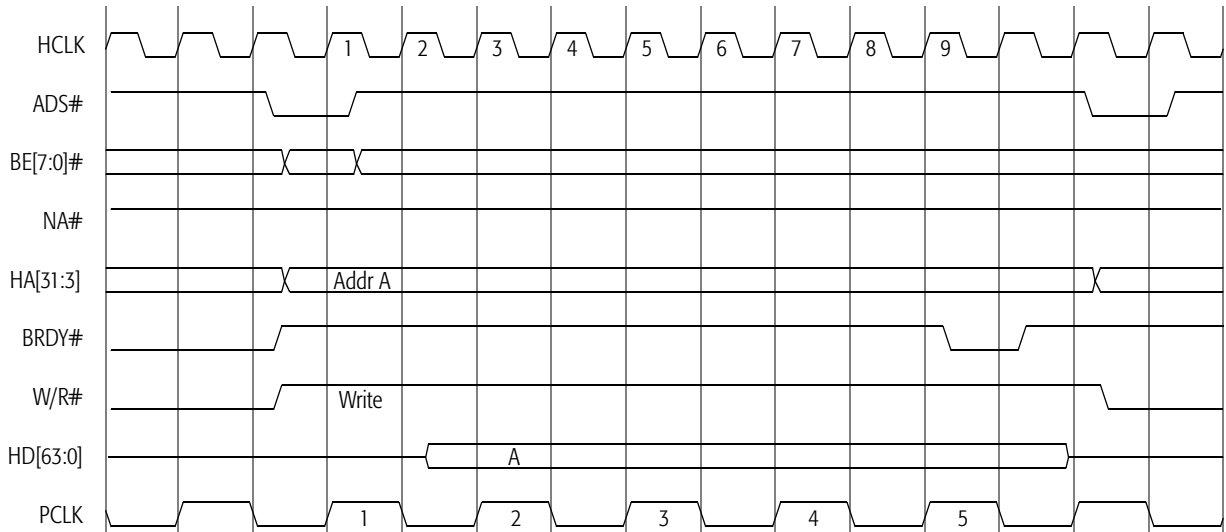 HCLK 1 2 3 4 5 6 7 8 9
ADS#
BE[7:0]#
NA#
HA[31:3] Addr A
BRDY#
W/R# Write
HD[63:0] A
PCLK 1 2 3 4 5